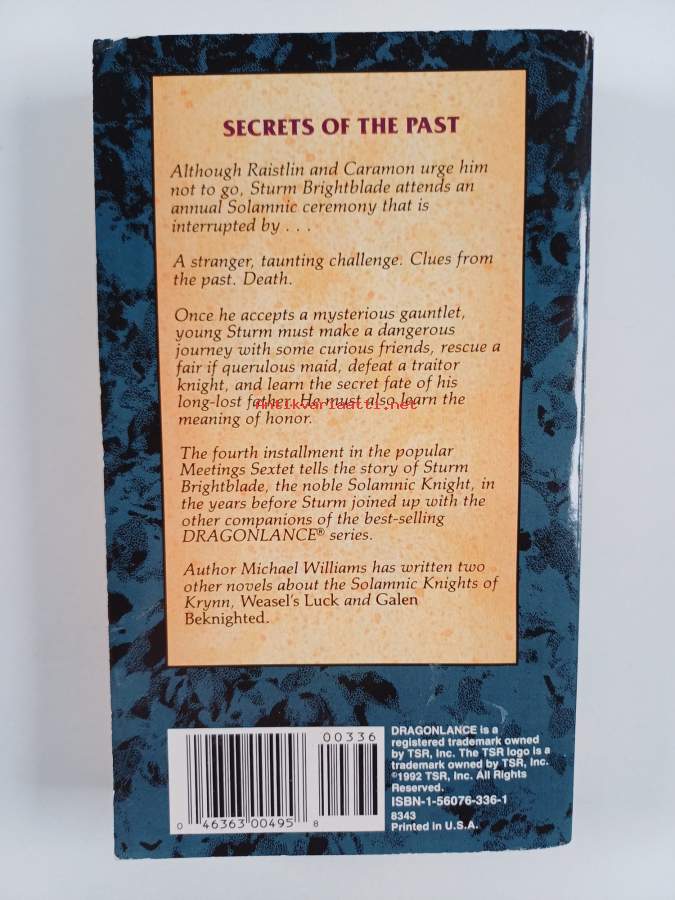 SECRETS OF THE PAST
Although Raistlin and Caramon urge him
not to go, Sturm Brightblade attends an
annual Solamnic ceremony that is
interrupted by . . .
A stranger, taunting challenge. Clues from
the past. Death.
Once he accepts a mysterious gauntlet,
young Sturm must make a dangerous
journey with some curious friends, rescue a
fair if querulous maid, defeat a traitor
knight, and learn the secret fate of his
long-lost father. He must also learn the
antikvariaatti.net
meaning of honor.
The fourth installment in the popular
Meetings Sextet tells the story of Sturm
Brightblade, the noble Solamnic Knight, in
the years before Sturm joined up with the
other companions of the best-selling
DRAGONLANCE® series.
Author Michael Williams has written two
other novels about the Solamnic Knights of
Krynn, Weasel's Luck and Galen
Beknighted.
00336
0 46363 00495 8
DRAGONLANCE is a
registered trademark owned
by TSR, Inc. The TSR logo is a
trademark owned by TSR, Inc.
©1992 TSR, Inc. All Rights
Reserved.
ISBN-1-56076-336-1
8343
Printed in U.S.A.